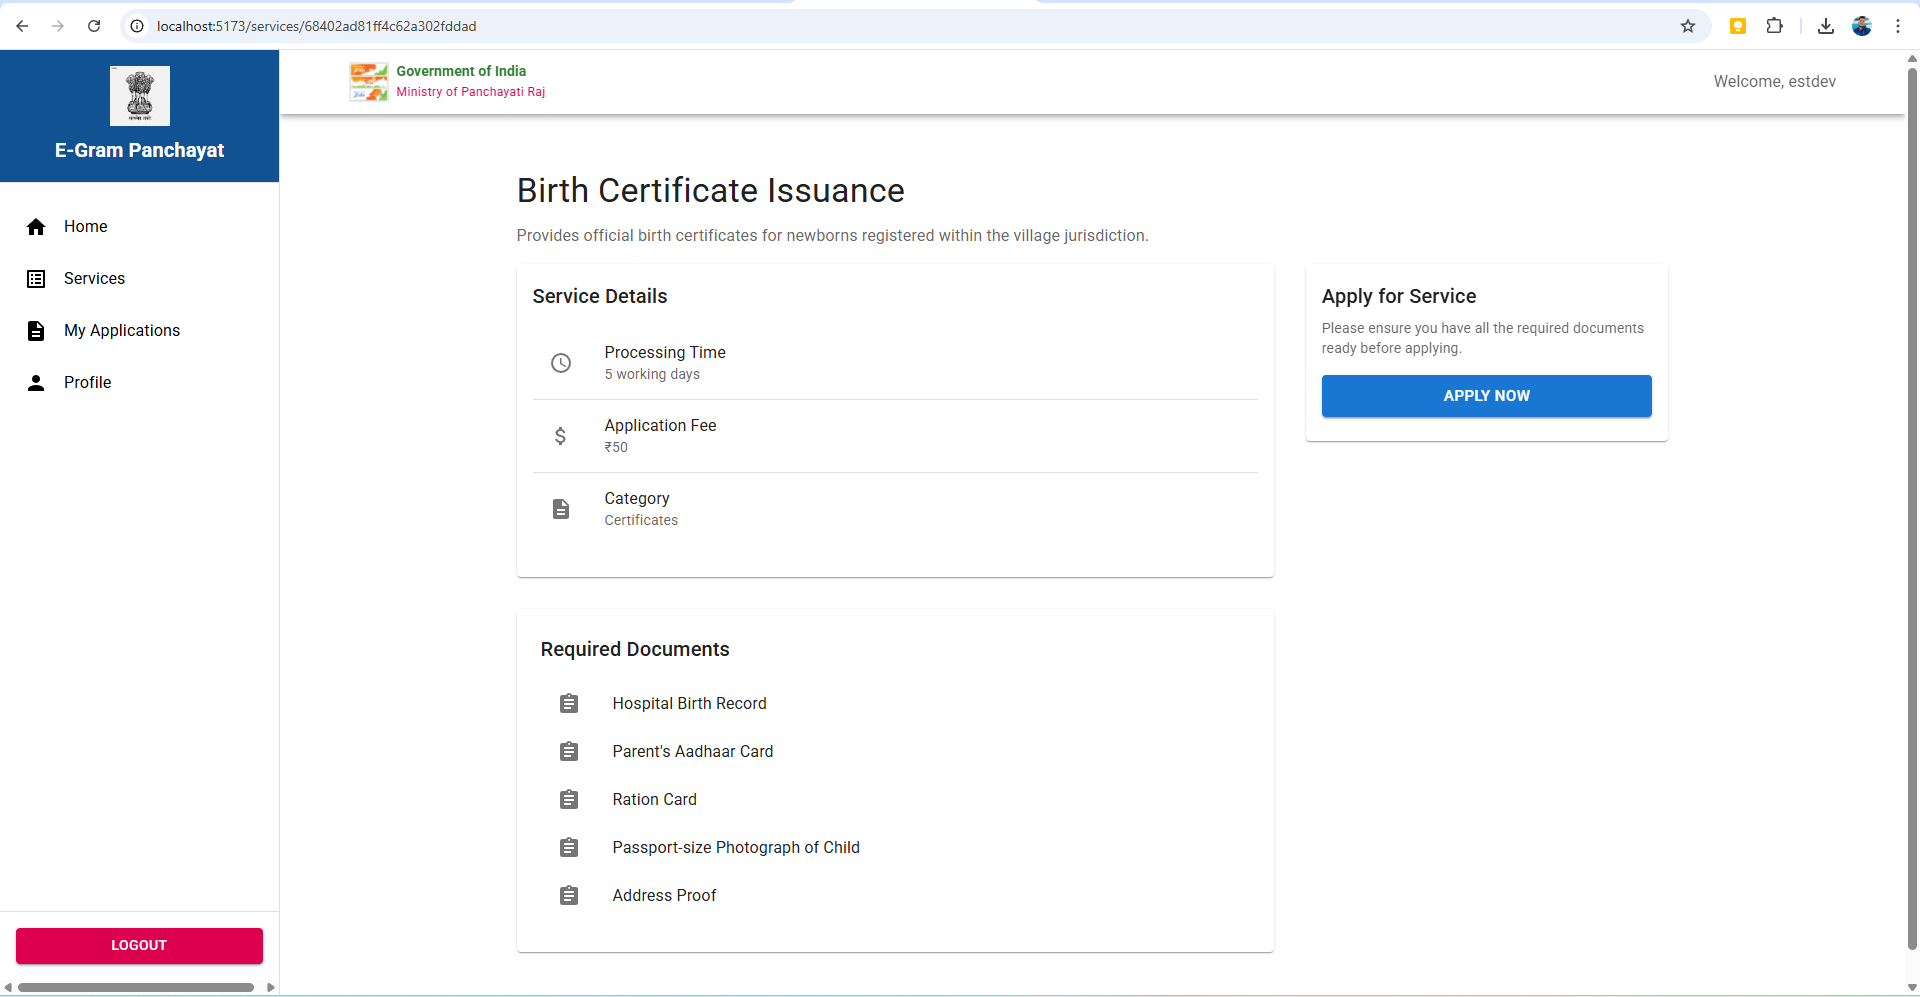 localhost:5173/services/68402ad81ff4c62a302fddad
E-Gram Panchayat
Home
Services
My Applications
Profile
LOGOUT
Government of India
Ministry of Panchayati Raj
Welcome, estdev
Birth Certificate Issuance
Provides official birth certificates for newborns registered within the village jurisdiction.
Service Details
Processing Time
5 working days
$
Application Fee
₹50
Category
Certificates
Apply for Service
Please ensure you have all the required documents
ready before applying.
APPLY NOW
Required Documents
Hospital Birth Record
Parent's Aadhaar Card
Ration Card
Passport-size Photograph of Child
Address Proof